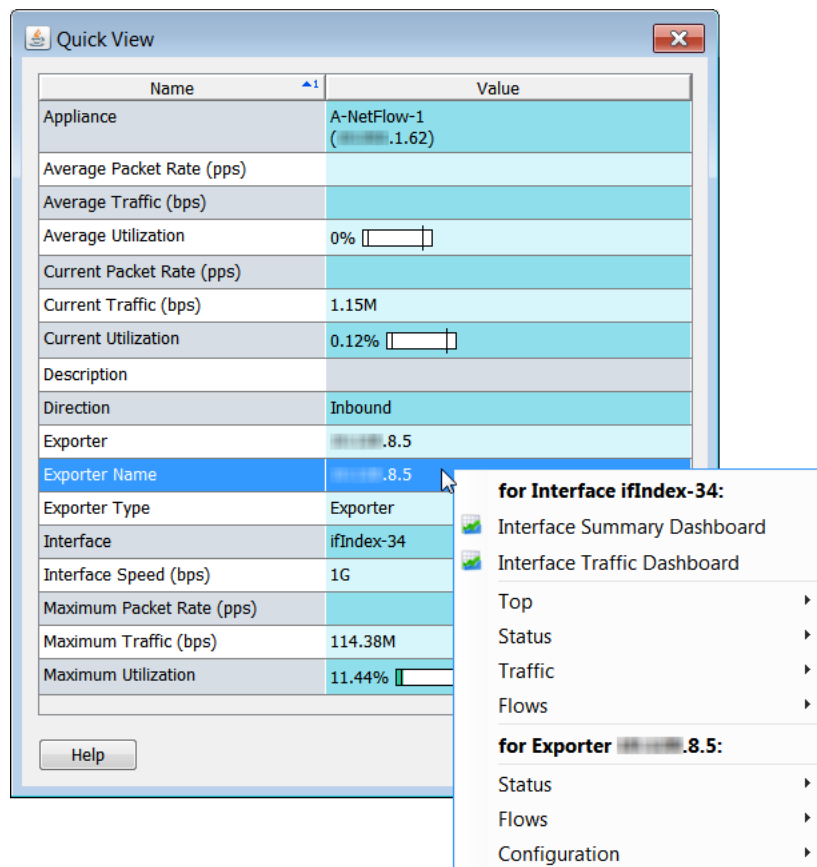 Quick View
Name 1 Value
Appliance A-NetFlow-1
( .1.62)
Average Packet Rate (pps)
Average Traffic (bps)
Average Utilization 0%
Current Packet Rate (pps)
Current Traffic (bps) 1.15M
Current Utilization 0.12%
Description
Direction Inbound
Exporter .8.5
Exporter Name .8.5
Exporter Type Exporter
Interface ifIndex-34
Interface Speed (bps) 1G
Maximum Packet Rate (pps)
Maximum Traffic (bps) 114.38M
Maximum Utilization 11.44%
Help
for Interface ifIndex-34:
Interface Summary Dashboard
Interface Traffic Dashboard
Top
Status
Traffic
Flows
for Exporter .8.5:
Status
Flows
Configuration